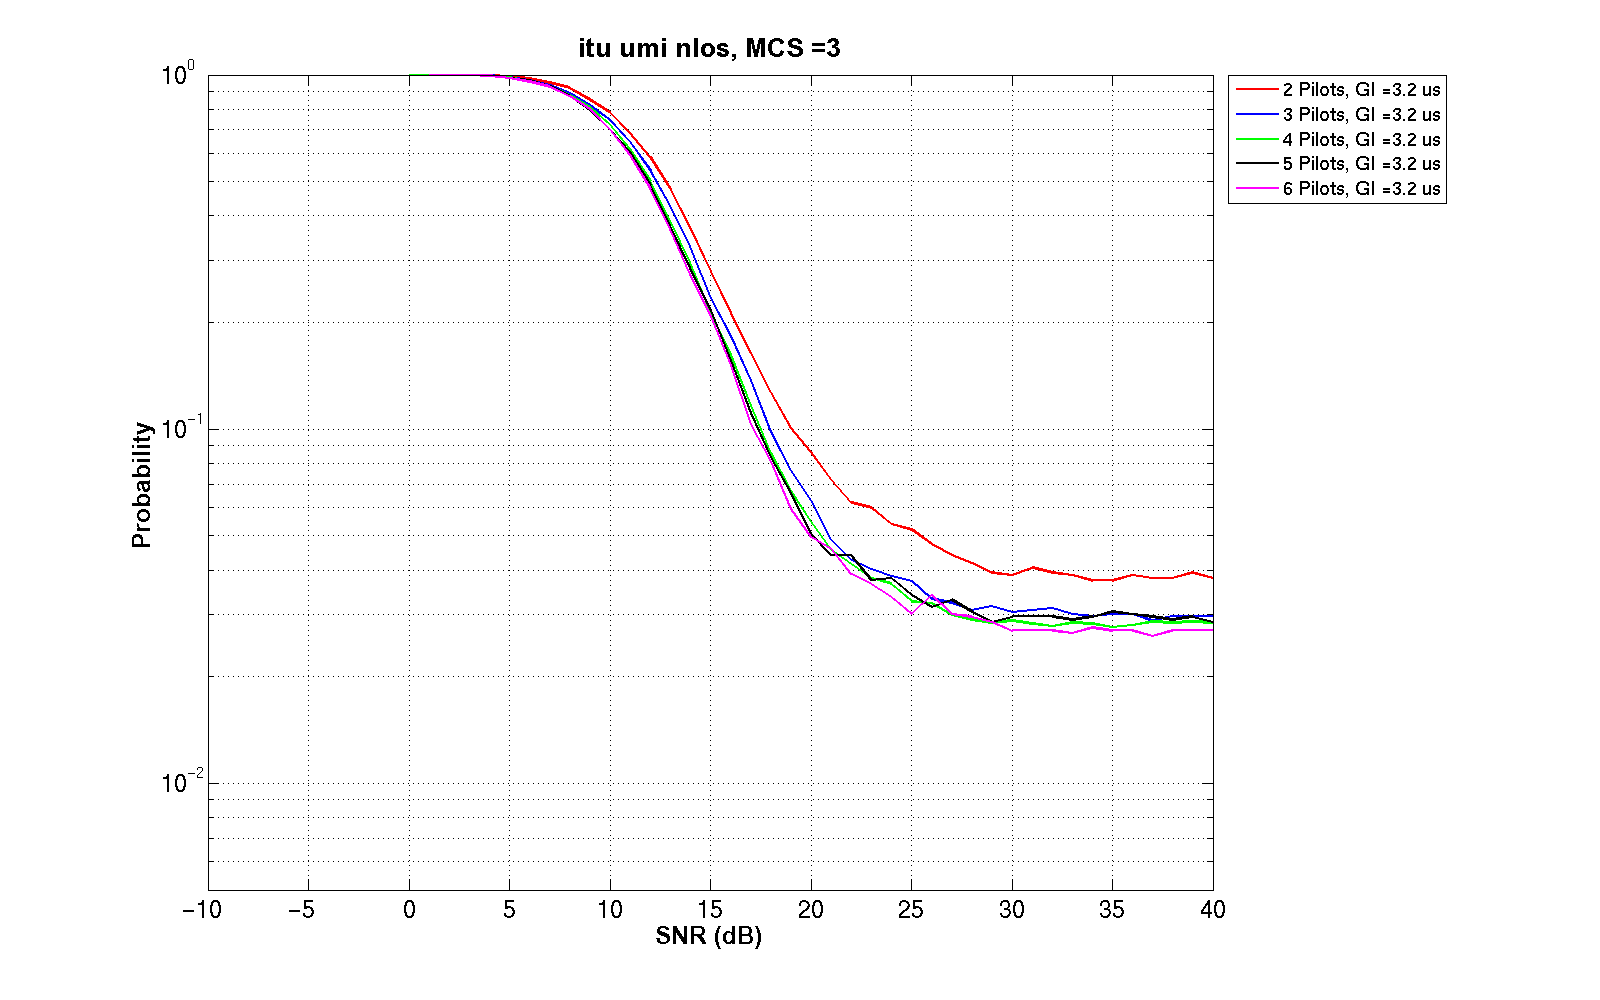 itu umi nlos, MCS =3
10^0
10^-1
10^-2
Probability
−10 −5 0 5 10 15 20 25 30 35 40
SNR (dB)
2 Pilots, GI =3.2 us
3 Pilots, GI =3.2 us
4 Pilots, GI =3.2 us
5 Pilots, GI =3.2 us
6 Pilots, GI =3.2 us